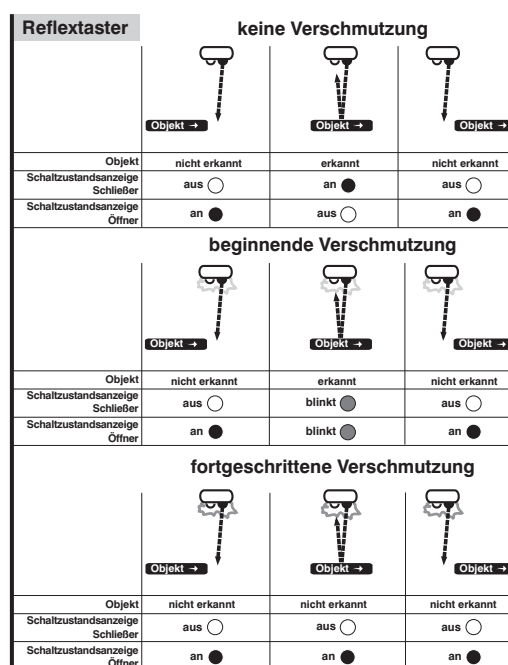 Reflextaster keine Verschmutzung
Objekt → Objekt → Objekt →
Objekt nicht erkannt erkannt nicht erkannt
Schaltzustandsanzeige
Schließer aus an aus
Schaltzustandsanzeige
Öffner an aus an
beginnende Verschmutzung
Objekt → Objekt → Objekt →
Objekt nicht erkannt erkannt nicht erkannt
Schaltzustandsanzeige
Schließer aus blinkt aus
Schaltzustandsanzeige
Öffner an blinkt an
fortgeschrittene Verschmutzung
Objekt → Objekt → Objekt →
Objekt nicht erkannt nicht erkannt nicht erkannt
Schaltzustandsanzeige
Schließer aus aus aus
Schaltzustandsanzeige
Öffner an an an